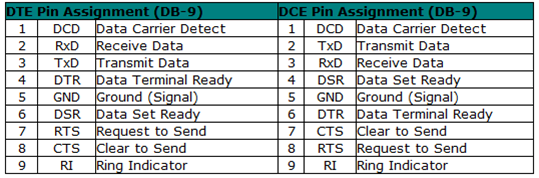 DTE Pin Assignment (DB-9) DCE Pin Assignment (DB-9)
1 DCD Data Carrier Detect 1 DCD Data Carrier Detect
2 RxD Receive Data 2 TxD Transmit Data
3 TxD Transmit Data 3 RxD Receive Data
4 DTR Data Terminal Ready 4 DSR Data Set Ready
5 GND Ground (Signal) 5 GND Ground (Signal)
6 DSR Data Set Ready 6 DTR Data Terminal Ready
7 RTS Request to Send 7 CTS Clear to Send
8 CTS Clear to Send 8 RTS Request to Send
9 RI Ring Indicator 9 RI Ring Indicator